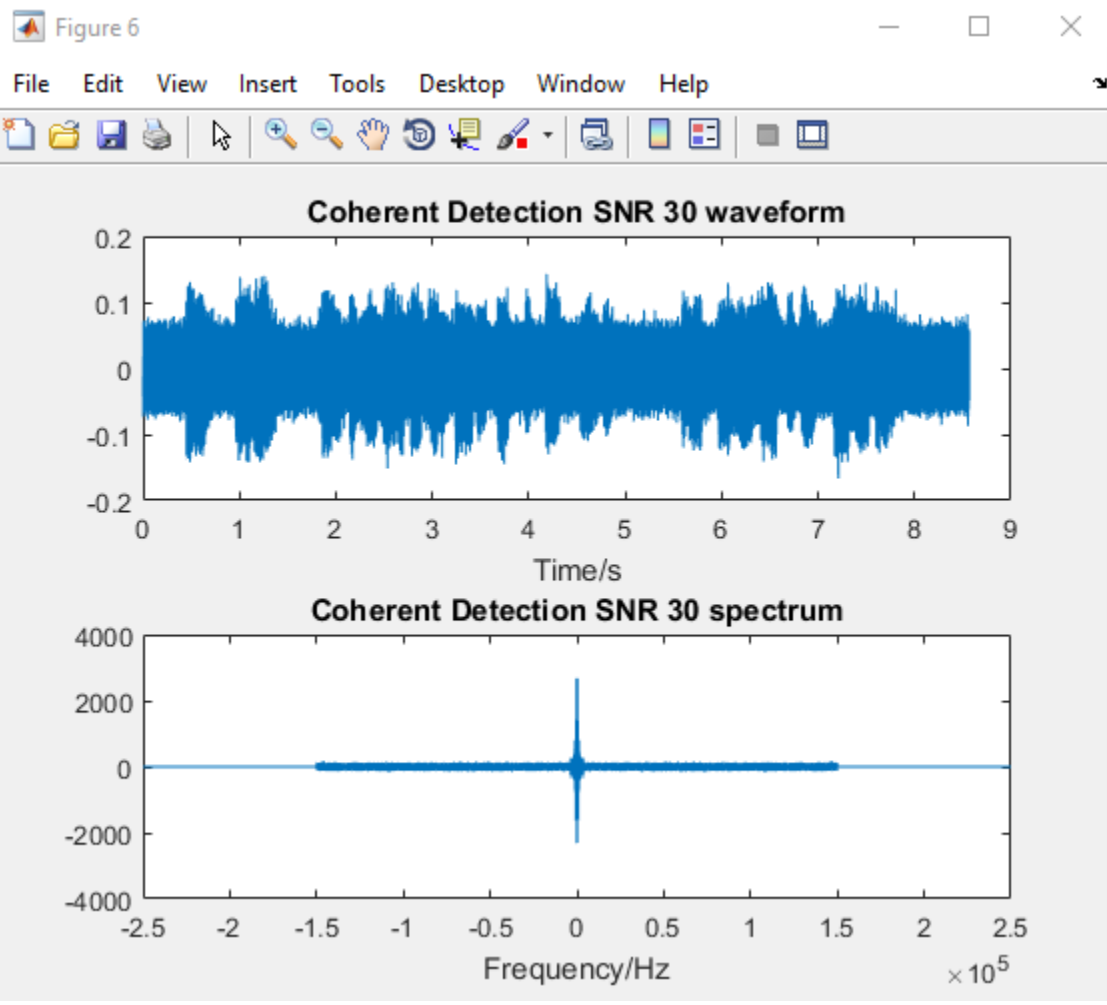 Figure 6
File Edit View Insert Tools Desktop Window Help
Coherent Detection SNR 30 waveform
0.2
0.1
0
-0.1
-0.2
0 1 2 3 4 5 6 7 8 9
Time/s
Coherent Detection SNR 30 spectrum
4000
2000
0
-2000
-4000
-2.5 -2 -1.5 -1 -0.5 0 0.5 1 1.5 2 2.5
Frequency/Hz
×10⁵